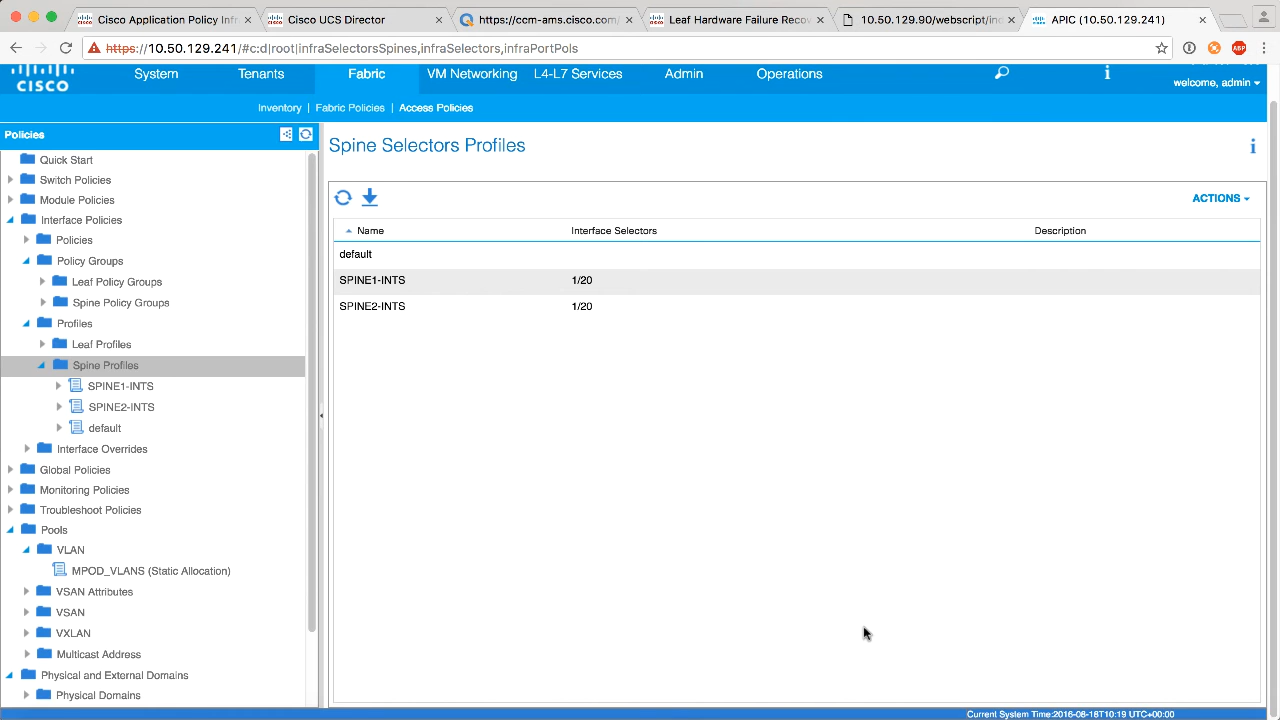 Cisco Application Policy Infra
Cisco UCS Director
https://ccm-ams.cisco.com/
Leaf Hardware Failure Recov
10.50.129.90/webscript/int
APIC (10.50.129.241)
https://10.50.129.241/#c:d|root|infraSelectorsSpines,infraSelectors,infraPortPols
ABP
CISCO
System
Tenants
Fabric
VM Networking
L4-L7 Services
Admin
Operations
welcome, admin
Inventory | Fabric Policies | Access Policies
Policies
Quick Start
Switch Policies
Module Policies
Interface Policies
Policies
Policy Groups
Leaf Policy Groups
Spine Policy Groups
Profiles
Leaf Profiles
Spine Profiles
SPINE1-INTS
SPINE2-INTS
default
Interface Overrides
Global Policies
Monitoring Policies
Troubleshoot Policies
Pools
VLAN
MPOD_VLANS (Static Allocation)
VSAN Attributes
VSAN
VXLAN
Multicast Address
Physical and External Domains
Physical Domains
Spine Selectors Profiles
ACTIONS
Name Interface Selectors Description
default
SPINE1-INTS 1/20
SPINE2-INTS 1/20
Current System Time:2016-08-18T10:19 UTC+00:00